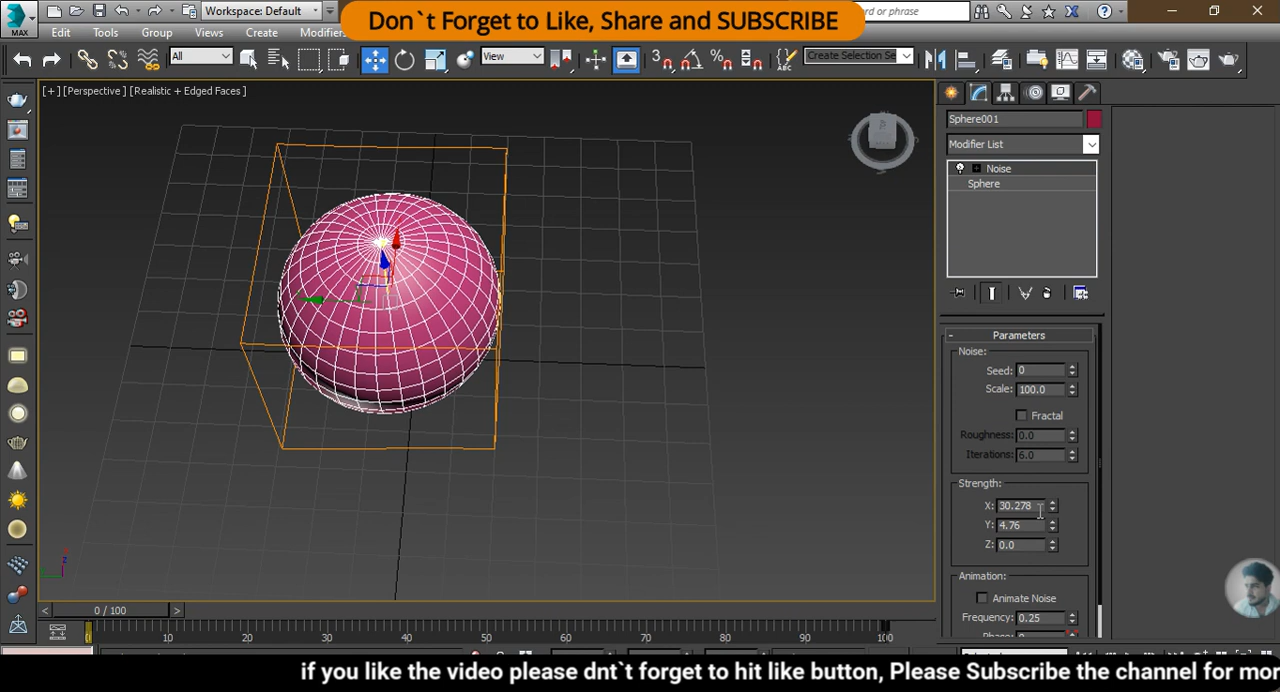 Workspace: Default
Don`t Forget to Like, Share and SUBSCRIBE
or phrase
MAX
Edit Tools Group Views Create Modifiers
All
View
Create Selection Se
[+] [Perspective] [Realistic + Edged Faces]
Sphere001
Modifier List
Noise
Sphere
Parameters
Noise:
Seed: 0
Scale: 100.0
Fractal
Roughness: 0.0
Iterations: 6.0
Strength:
X: 30.278
Y: 4.76
Z: 0.0
Animation:
Animate Noise
Frequency: 0.25
0 / 100
10 20 30 40 50 60 70 80 90 100
if you like the video please dnt`t forget to hit like button, Please Subscribe the channel for mor